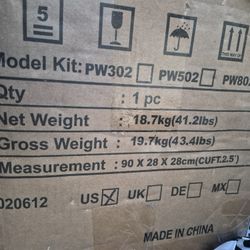 5
Model Kit: PW302 PW502 PW802
Qty : 1 pc
Net Weight : 18.7kg(41.2lbs)
Gross Weight : 19.7kg(43.4lbs)
Measurement : 90 X 28 X 28cm(CUFT.2.5')
020612 US UK DE MX
MADE IN CHINA